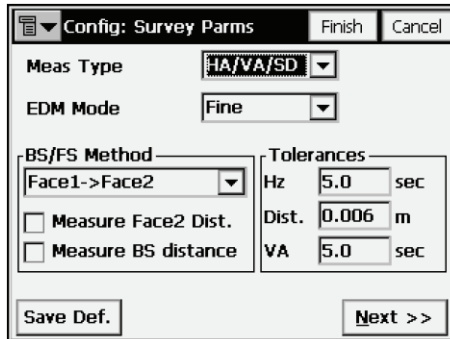 Config: Survey Parms Finish Cancel
Meas Type HA/VA/SD
EDM Mode Fine
BS/FS Method
Face1->Face2
Measure Face2 Dist.
Measure BS distance
Tolerances
Hz 5.0 sec
Dist. 0.006 m
VA 5.0 sec
Save Def. Next >>